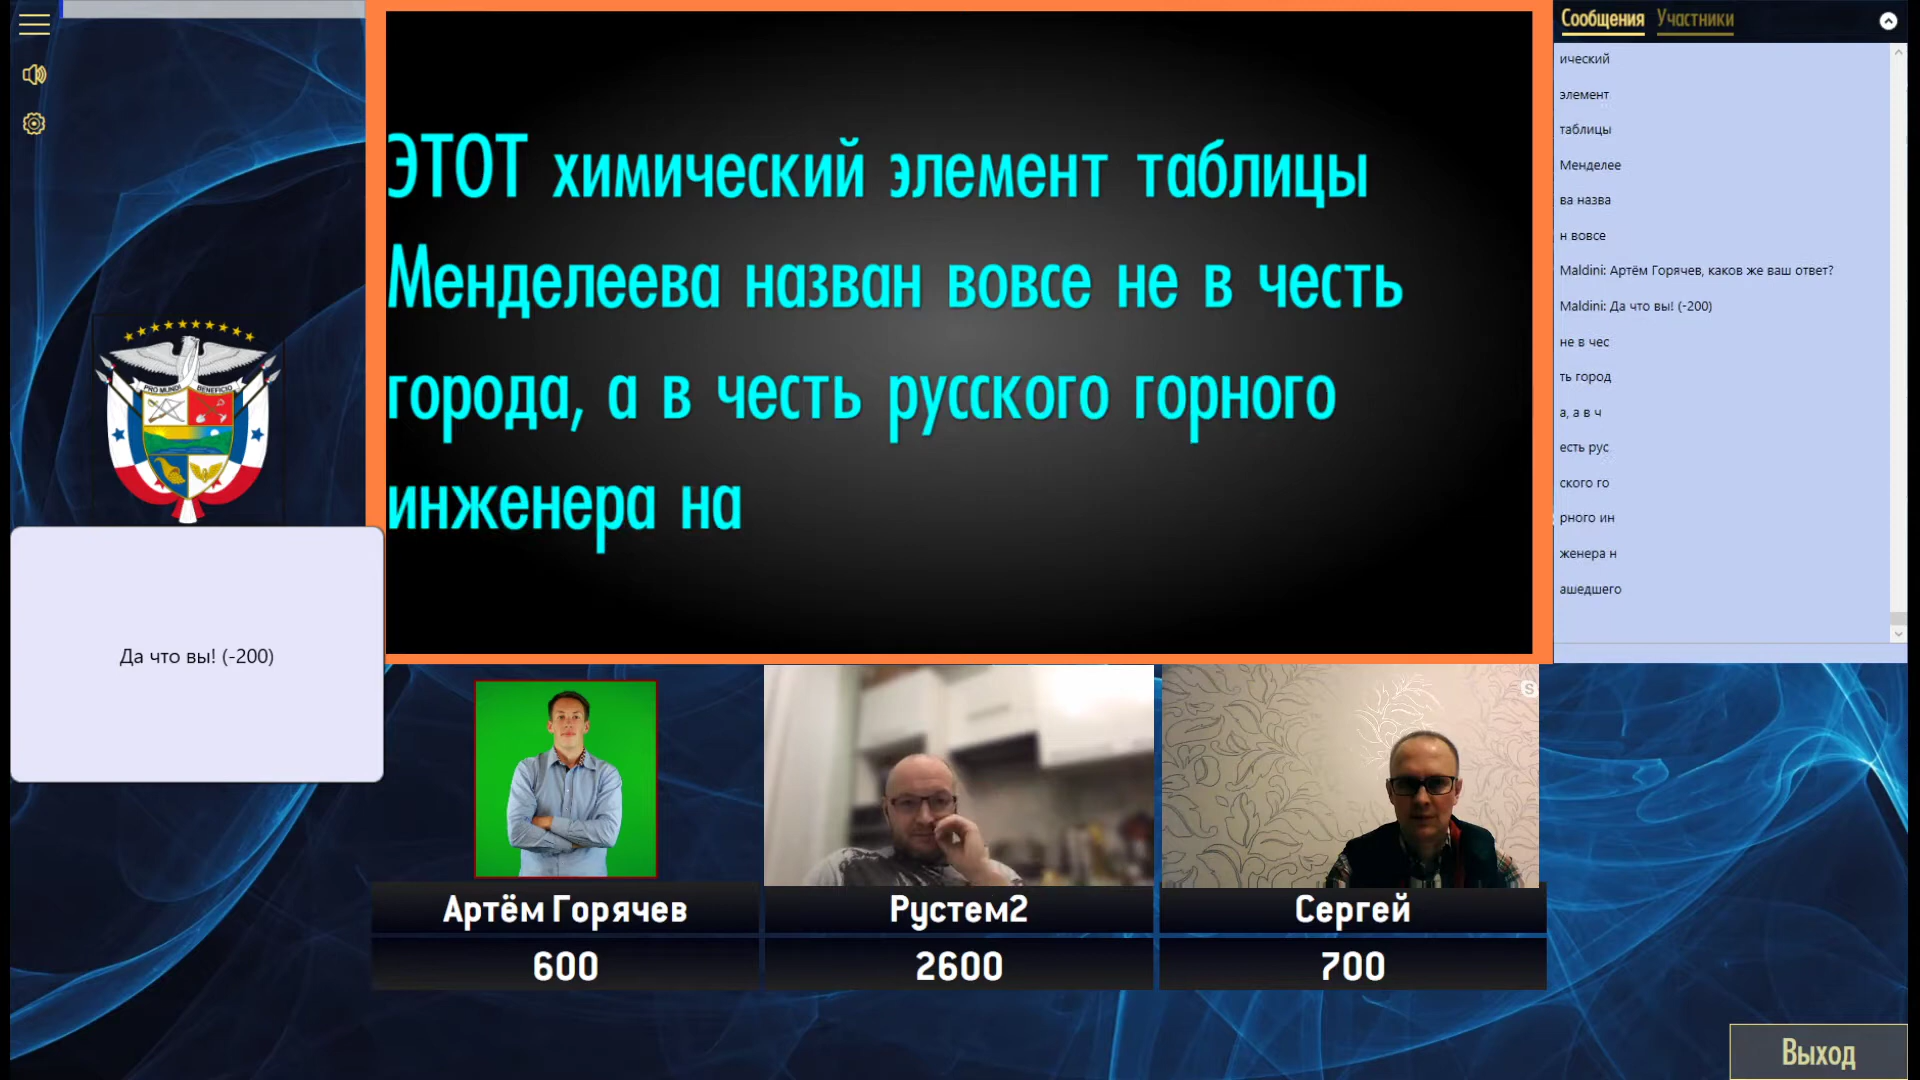 Сообщения
Участники
ический
элемент
таблицы
Менделее
ва назва
н вовсе
Maldini: Артём Горячев, каков же ваш ответ?
Maldini: Да что вы! (-200)
не в чес
ть город
а, а в ч
есть рус
ского го
рного ин
женера н
ашедшего
ЭТОТ химический элемент таблицы
Менделеева назван вовсе не в честь
города, а в честь русского горного
инженера на
PRO MUNDI BENEFICIO
Да что вы! (-200)
S
Артём Горячев
Рустем2
Сергей
600
2600
700
Выход